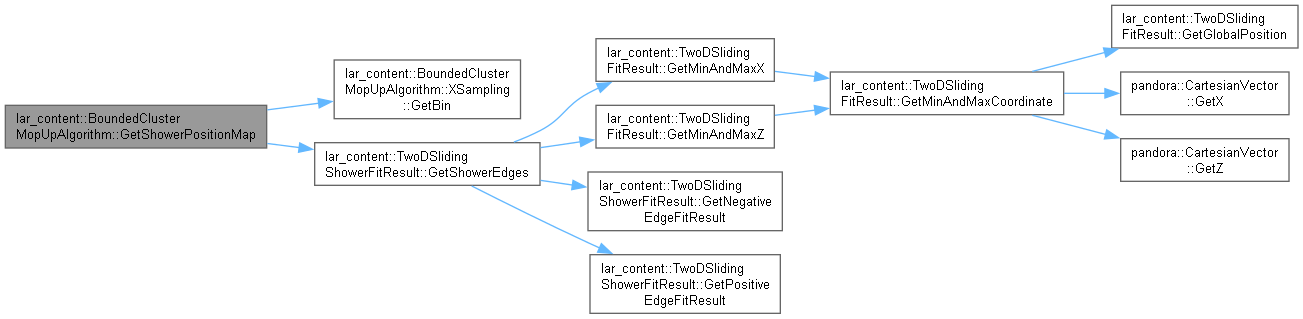 lar_content::BoundedCluster
MopUpAlgorithm::GetShowerPositionMap
lar_content::BoundedCluster
MopUpAlgorithm::XSampling
::GetBin
lar_content::TwoDSliding
ShowerFitResult::GetShowerEdges
lar_content::TwoDSliding
FitResult::GetMinAndMaxX
lar_content::TwoDSliding
FitResult::GetMinAndMaxZ
lar_content::TwoDSliding
ShowerFitResult::GetNegative
EdgeFitResult
lar_content::TwoDSliding
ShowerFitResult::GetPositive
EdgeFitResult
lar_content::TwoDSliding
FitResult::GetMinAndMaxCoordinate
lar_content::TwoDSliding
FitResult::GetGlobalPosition
pandora::CartesianVector
::GetX
pandora::CartesianVector
::GetZ